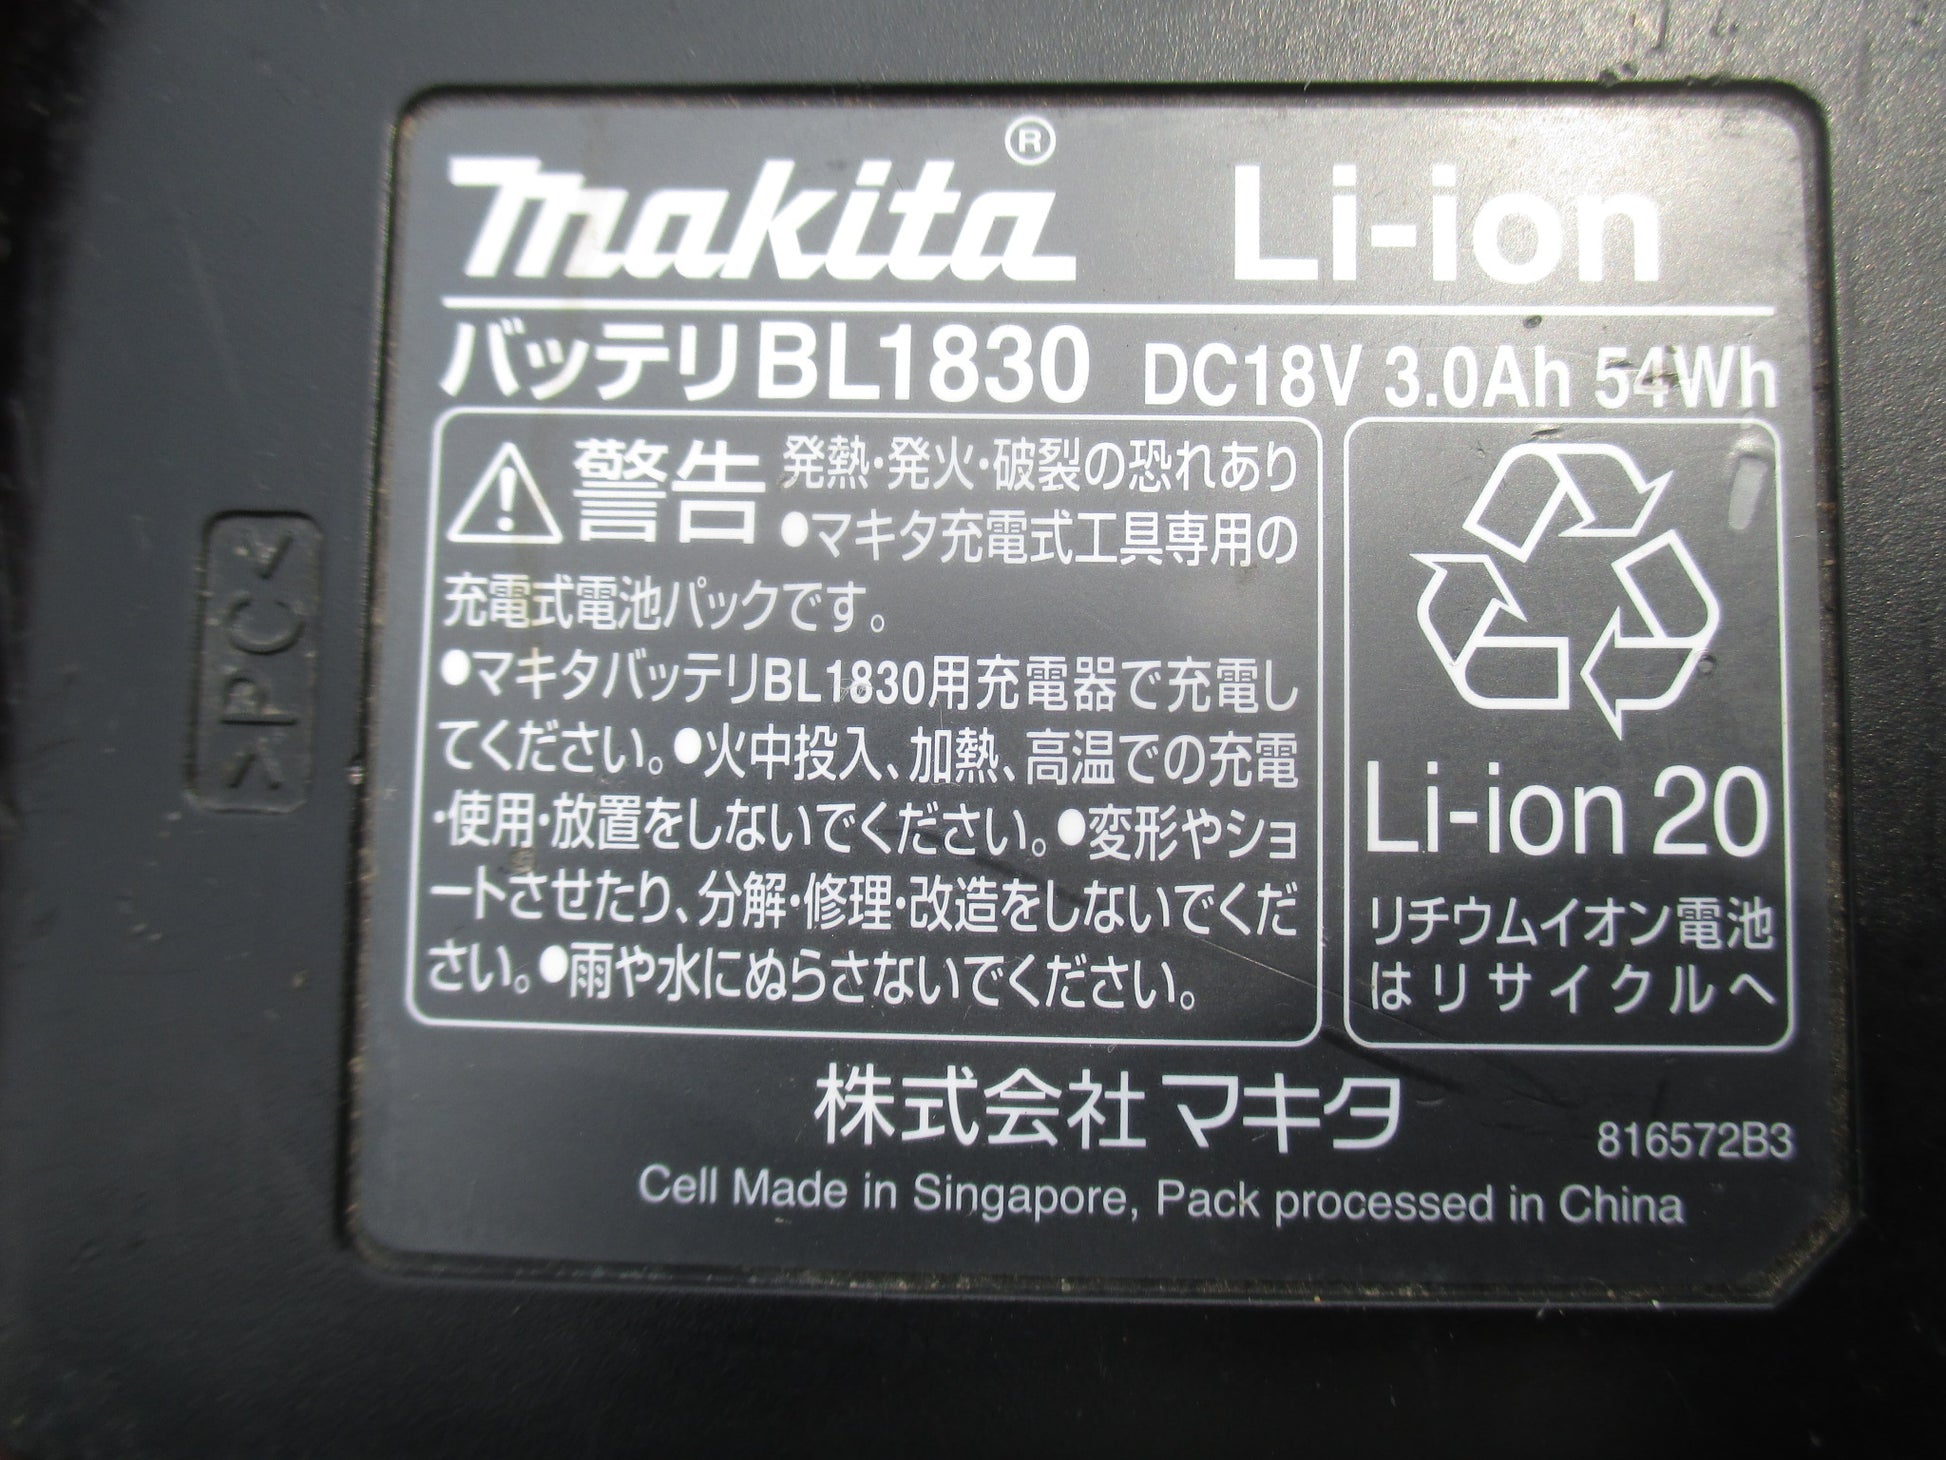 makita® Li-ion
バッテリBL1830 DC18V 3.0Ah 54Wh
警告 発熱・発火・破裂の恐れあり
●マキタ充電式工具専用の
充電式電池パックです。
●マキタバッテリBL1830用充電器で充電し
てください。●火中投入、加熱、高温での充電
・使用・放置をしないでください。●変形やショ
ートさせたり、分解・修理・改造をしないでくだ
さい。●雨や水にぬらさないでください。
Li-ion 20
リチウムイオン電池
はリサイクルへ
株式会社マキタ
816572B3
Cell Made in Singapore, Pack processed in China
>PC<